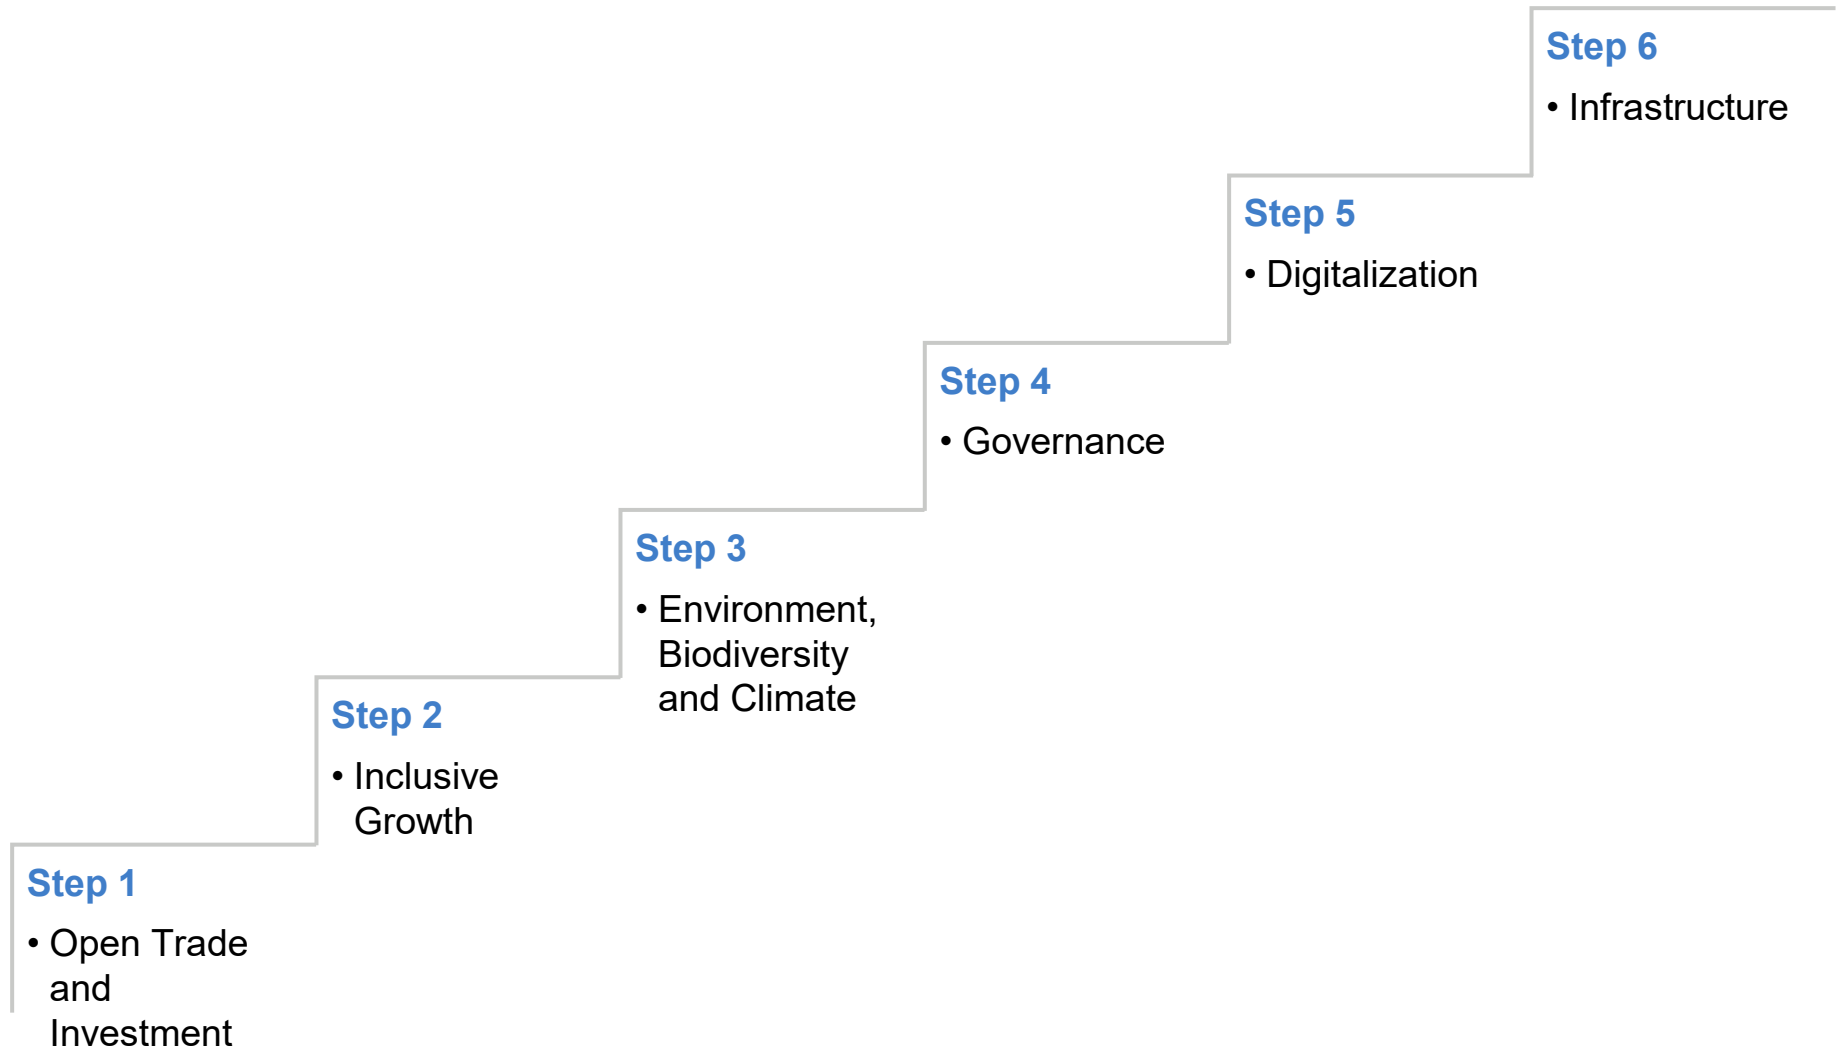 Step 6
• Infrastructure
Step 5
• Digitalization
Step 4
• Governance
Step 3
• Environment,
Biodiversity
and Climate
Step 2
• Inclusive
Growth
Step 1
• Open Trade
and
Investment